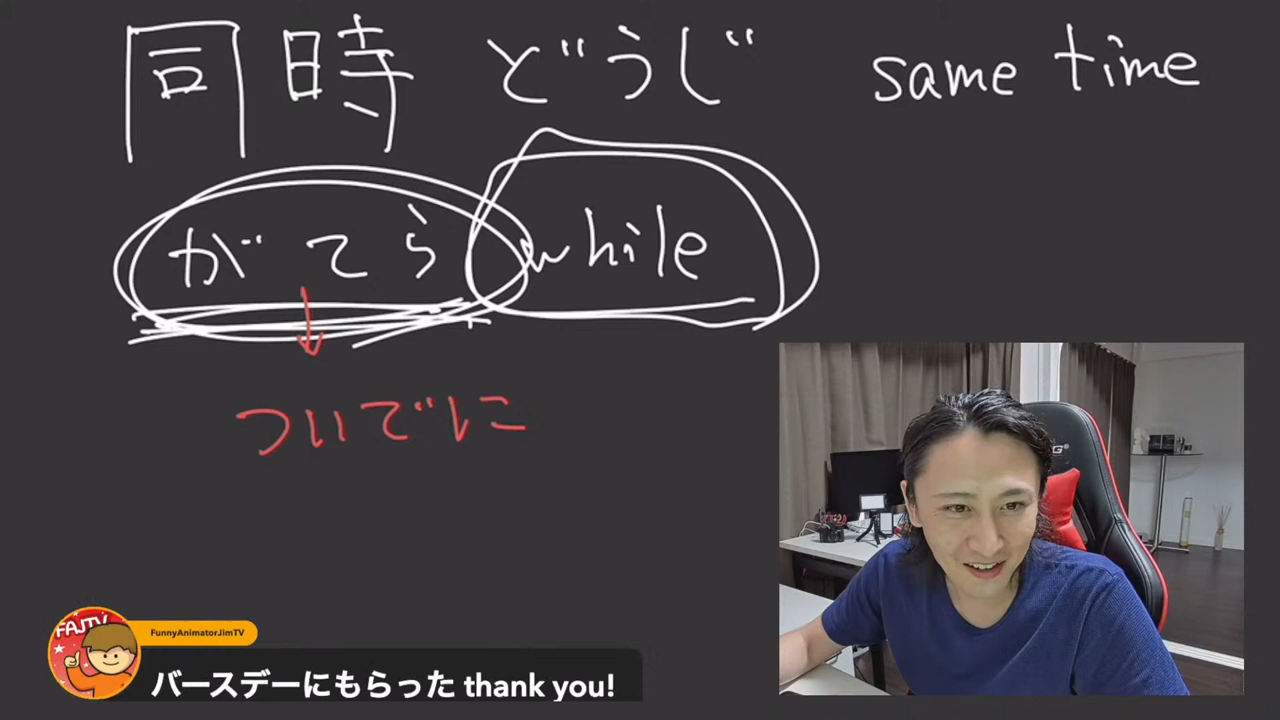 同時 どうじ same time
がてら while
ついでに
FAJTV
FunnyAnimatorJimTV
バースデーにもらった thank you!